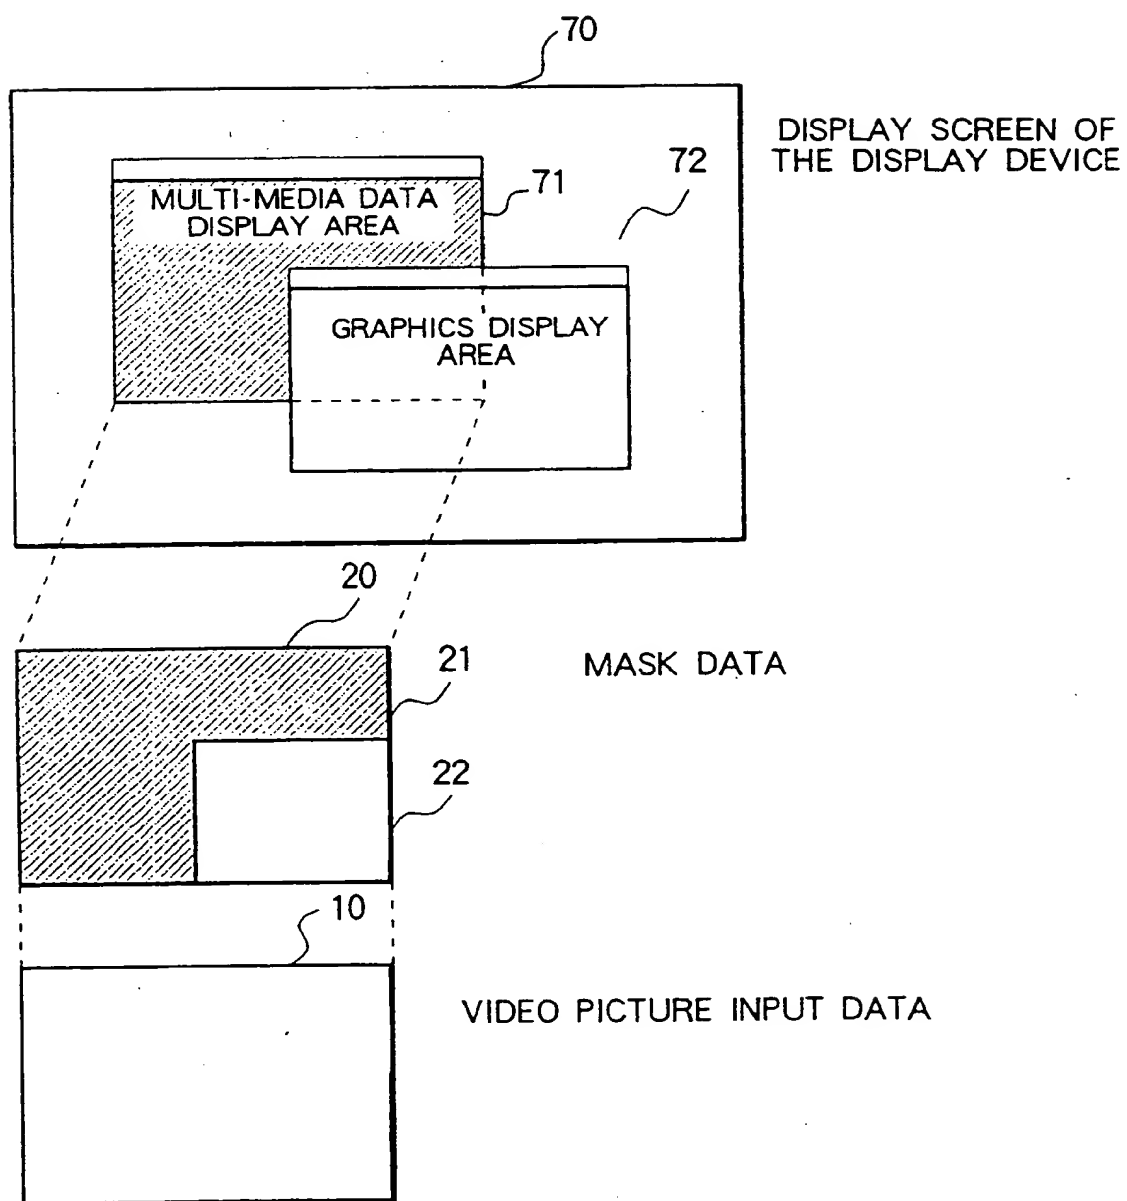 70
DISPLAY SCREEN OF
THE DISPLAY DEVICE
72
71
MULTI-MEDIA DATA
DISPLAY AREA
GRAPHICS DISPLAY
AREA
20
21
MASK DATA
22
10
VIDEO PICTURE INPUT DATA